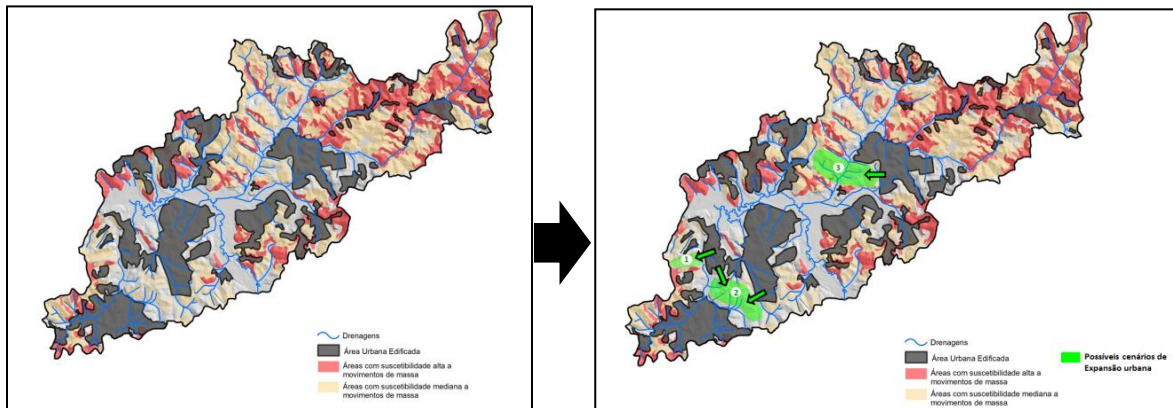 Drenagens
Área Urbana Edificada
Áreas com suscetibilidade alta a
movimentos de massa
Áreas com suscetibilidade mediana a
movimentos de massa
3
1
2
Drenagens
Área Urbana Edificada
Áreas com suscetibilidade alta a
movimentos de massa
Áreas com suscetibilidade mediana a
movimentos de massa
Possíveis cenários de
Expansão urbana